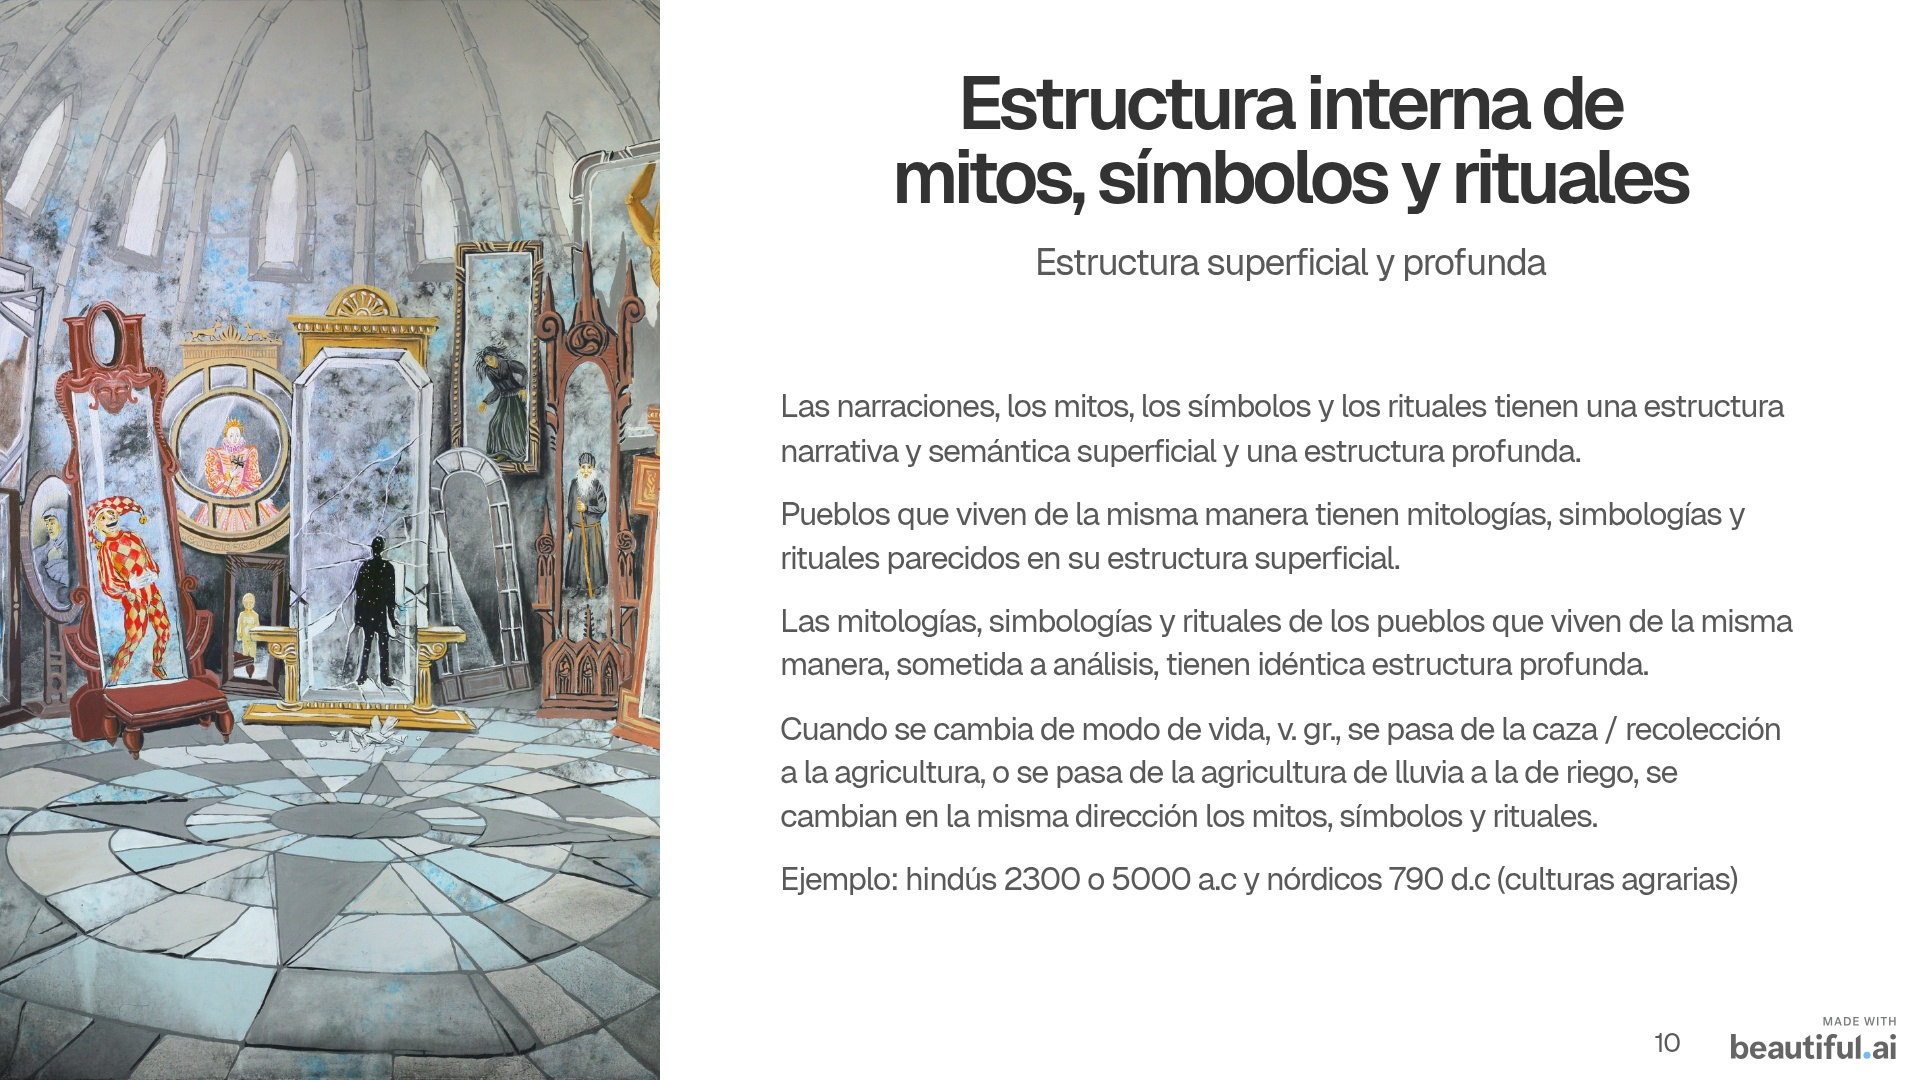 Estructura interna de
mitos, símbolos y rituales
Estructura superficial y profunda
Las narraciones, los mitos, los símbolos y los rituales tienen una estructura
narrativa y semántica superficial y una estructura profunda.
Pueblos que viven de la misma manera tienen mitologías, simbologías y
rituales parecidos en su estructura superficial.
Las mitologías, simbologías y rituales de los pueblos que viven de la misma
manera, sometida a análisis, tienen idéntica estructura profunda.
Cuando se cambia de modo de vida, v. gr., se pasa de la caza / recolección
a la agricultura, o se pasa de la agricultura de lluvia a la de riego, se
cambian en la misma dirección los mitos, símbolos y rituales.
Ejemplo: hindús 2300 o 5000 a.c y nórdicos 790 d.c (culturas agrarias)
10
MADE WITH
beautiful.ai